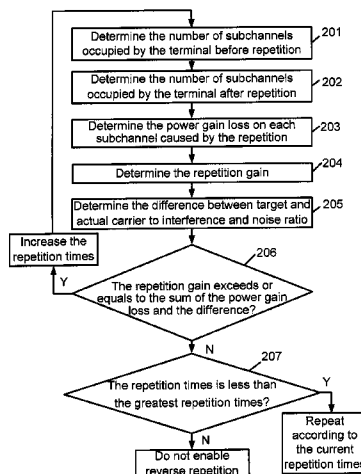 Determine the number of subchannels
occupied by the terminal before repetition
201
Determine the number of subchannels
occupied by the terminal after repetition
202
Determine the power gain loss on each
subchannel caused by the repetition
203
Determine the repetition gain
204
Determine the difference between target and
actual carrier to interference and noise ratio
205
Increase the
repetition times
206
The repetition gain exceeds or
equals to the sum of the power gain
loss and the difference?
Y
N
207
The repetition times is less than
the greatest repetition times?
Y
N
Do not enable
reverse repetition
Repeat
according to
the current
repetition times